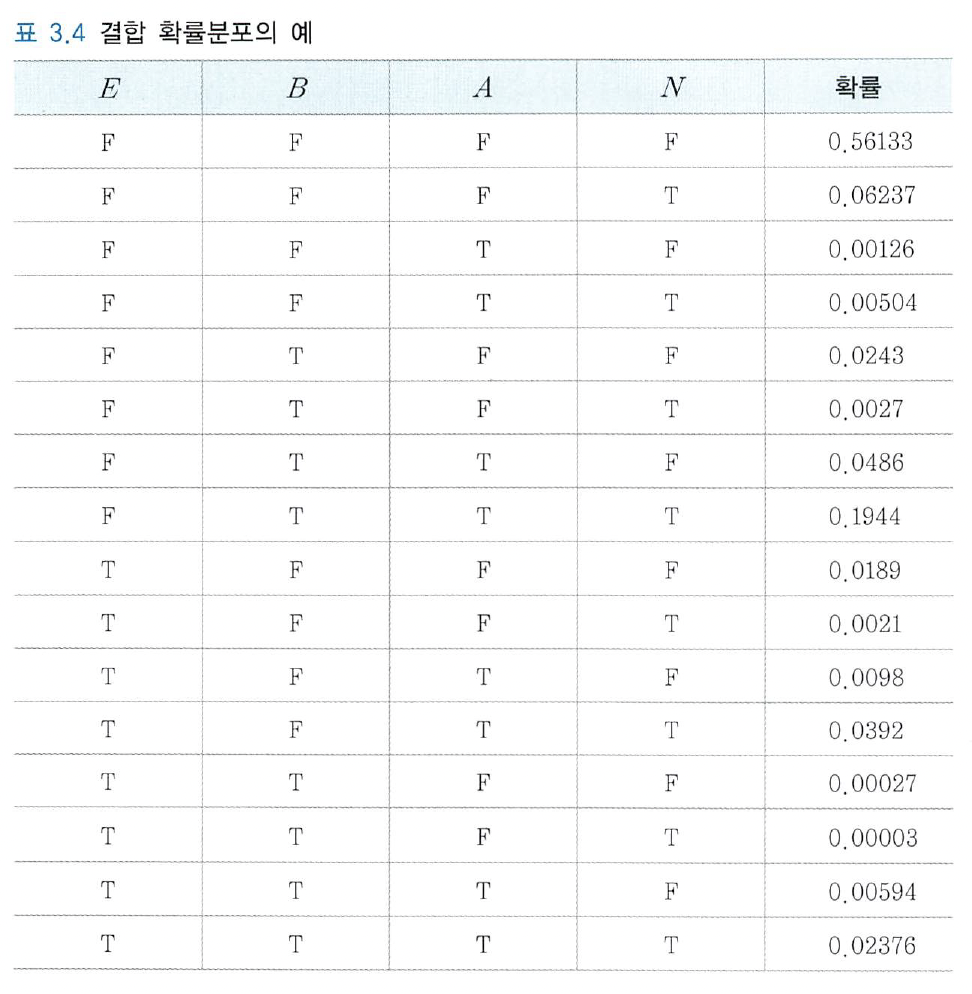 표 3.4 결합 확률분포의 예
E B A N 확률
F F F F 0.56133
F F F T 0.06237
F F T F 0.00126
F F T T 0.00504
F T F F 0.0243
F T F T 0.0027
F T T F 0.0486
F T T T 0.1944
T F F F 0.0189
T F F T 0.0021
T F T F 0.0098
T F T T 0.0392
T T F F 0.00027
T T F T 0.00003
T T T F 0.00594
T T T T 0.02376